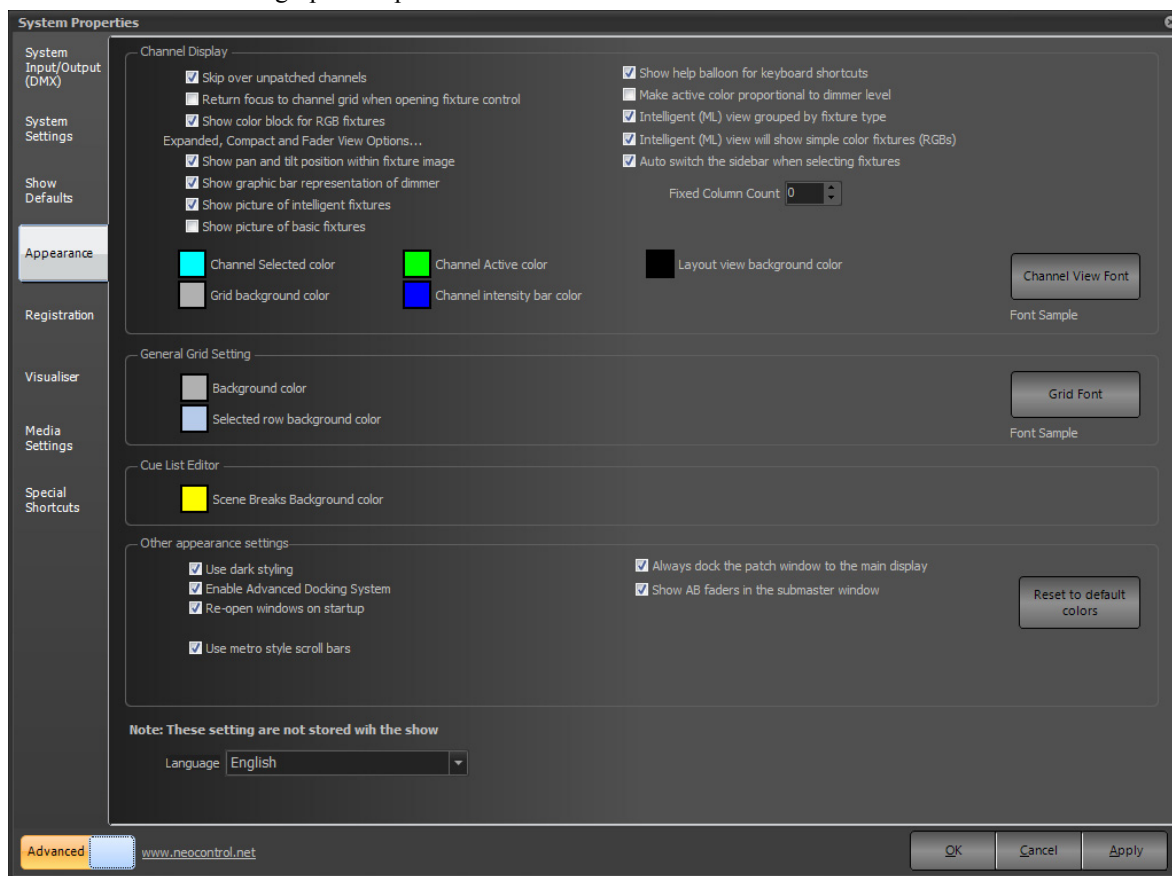 System Properties
System
Input/Output
(DMX)
System
Settings
Show
Defaults
Appearance
Registration
Visualiser
Media
Settings
Special
Shortcuts
Channel Display
Skip over unpatched channels
Return focus to channel grid when opening fixture control
Show color block for RGB fixtures
Expanded, Compact and Fader View Options...
Show pan and tilt position within fixture image
Show graphic bar representation of dimmer
Show picture of intelligent fixtures
Show picture of basic fixtures
Show help balloon for keyboard shortcuts
Make active color proportional to dimmer level
Intelligent (ML) view grouped by fixture type
Intelligent (ML) view will show simple color fixtures (RGBs)
Auto switch the sidebar when selecting fixtures
Fixed Column Count 0
Channel Selected color
Channel Active color
Layout view background color
Grid background color
Channel intensity bar color
Channel View Font
Font Sample
General Grid Setting
Background color
Selected row background color
Grid Font
Font Sample
Cue List Editor
Scene Breaks Background color
Other appearance settings
Use dark styling
Enable Advanced Docking System
Re-open windows on startup
Use metro style scroll bars
Always dock the patch window to the main display
Show AB faders in the submaster window
Reset to default
colors
Note: These setting are not stored wih the show
Language English
Advanced
www.neocontrol.net
OK
Cancel
Apply